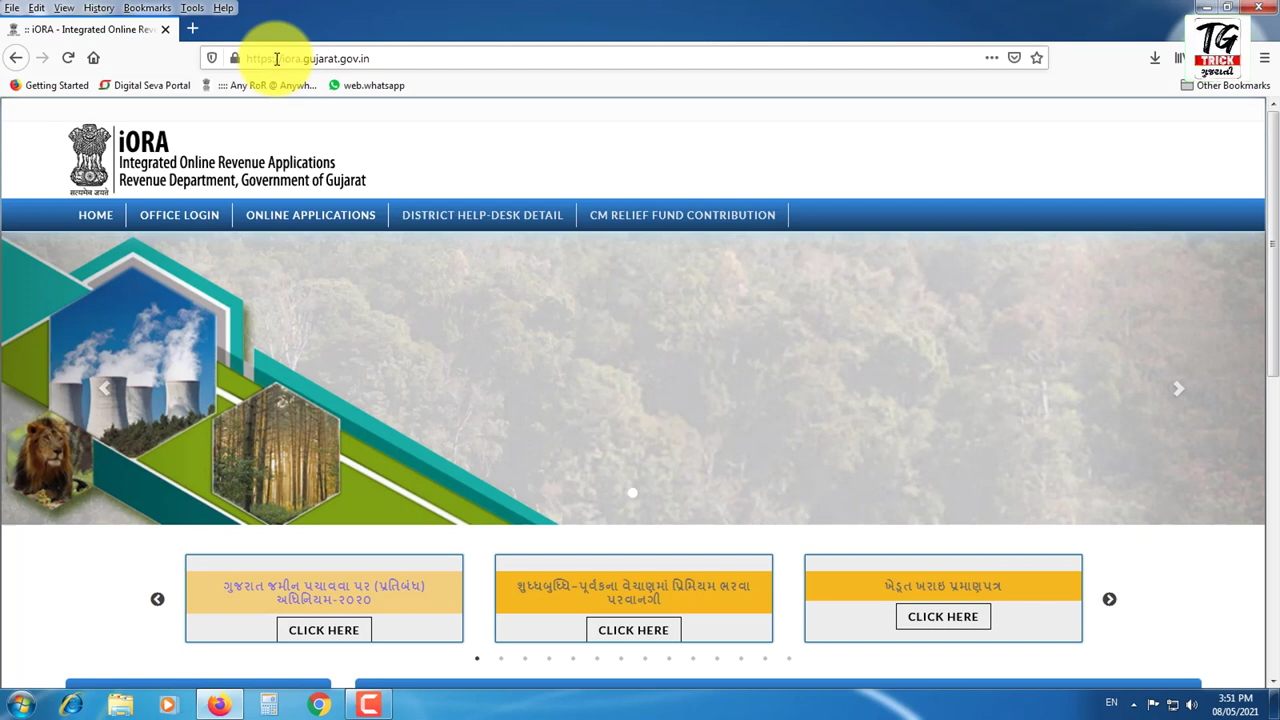 File Edit View History Bookmarks Tools Help
:: iORA - Integrated Online Rev
https://iora.gujarat.gov.in
TG
TRICK
ગુજરાતી
Getting Started Digital Seva Portal :::: Any RoR @ Anywh... web.whatsapp Other Bookmarks
iORA
Integrated Online Revenue Applications
Revenue Department, Government of Gujarat
सत्यमेव जयते
HOME OFFICE LOGIN ONLINE APPLICATIONS DISTRICT HELP-DESK DETAIL CM RELIEF FUND CONTRIBUTION
ગુજરાત જમીન પચાવવા પર (પ્રતિબંધ)
અધિનિયમ-૨૦૨૦
CLICK HERE
શુધ્ધબુધ્ધિ-પૂર્વકના વેચાણમાં પ્રિમિયમ ભરવા
પરવાનગી
CLICK HERE
ખેડૂત ખરાઇ પ્રમાણપત્ર
CLICK HERE
EN
3:51 PM
08/05/2021